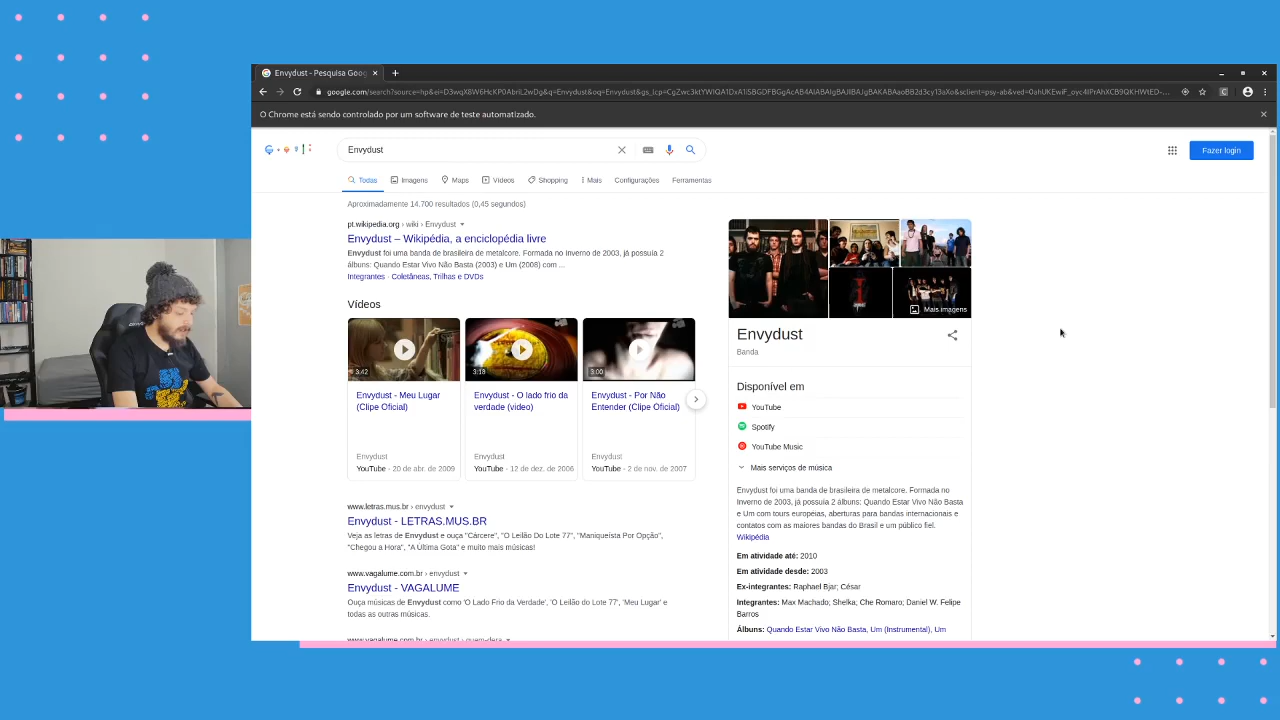 Envydust - Pesquisa Goog
google.com/search?source=hp&ei=
O Chrome está sendo controlado por um software de teste automatizado.
Envydust
Fazer login
Todas
Imagens
Maps
Vídeos
Shopping
Mais
Configurações
Ferramentas
Aproximadamente 14.700 resultados (0,45 segundos)
pt.wikipedia.org › wiki › Envydust
Envydust – Wikipédia, a enciclopédia livre
Envydust foi uma banda de brasileira de metalcore. Formada no Inverno de 2003, já possuia 2
álbuns: Quando Estar Vivo Não Basta (2003) e Um (2008) com ...
Integrantes · Coletâneas, Trilhas e DVDs
Vídeos
3:42
3:18
3:00
Envydust - Meu Lugar
(Clipe Oficial)
Envydust
YouTube - 20 de abr. de 2009
Envydust - O lado frio da
verdade (video)
YouTube - 12 de dez. de 2006
Envydust - Por Não
Entender (Clipe Oficial)
Envydust
YouTube - 2 de nov. de 2007
www.letras.mus.br › envydust
Envydust - LETRAS.MUS.BR
Veja as letras de Envydust e ouça "Cárcere", "O Leilão Do Lote 77", "Maniqueísta Por Opção",
"Chegou a Hora", "A Última Gota" e muito mais músicas!
www.vagalume.com.br › envydust
Envydust - VAGALUME
Ouça músicas de Envydust como 'O Lado Frio da Verdade', 'O Leilão do Lote 77', 'Meu Lugar' e
todas as outras músicas.
Mais imagens
Envydust
Banda
Disponível em
YouTube
Spotify
YouTube Music
Mais serviços de música
Envydust foi uma banda de brasileira de metalcore. Formada no
Inverno de 2003, já possuia 2 álbuns: Quando Estar Vivo Não Basta
e Um com tours européias, aberturas para bandas internacionais e
contatos com as maiores bandas do Brasil e um público fiel.
Wikipédia
Em atividade até: 2010
Em atividade desde: 2003
Ex-integrantes: Raphael Bjar; César
Integrantes: Max Machado; Shelka; Che Romaro; Daniel W. Felipe
Barros
Álbuns: Quando Estar Vivo Não Basta, Um (Instrumental), Um